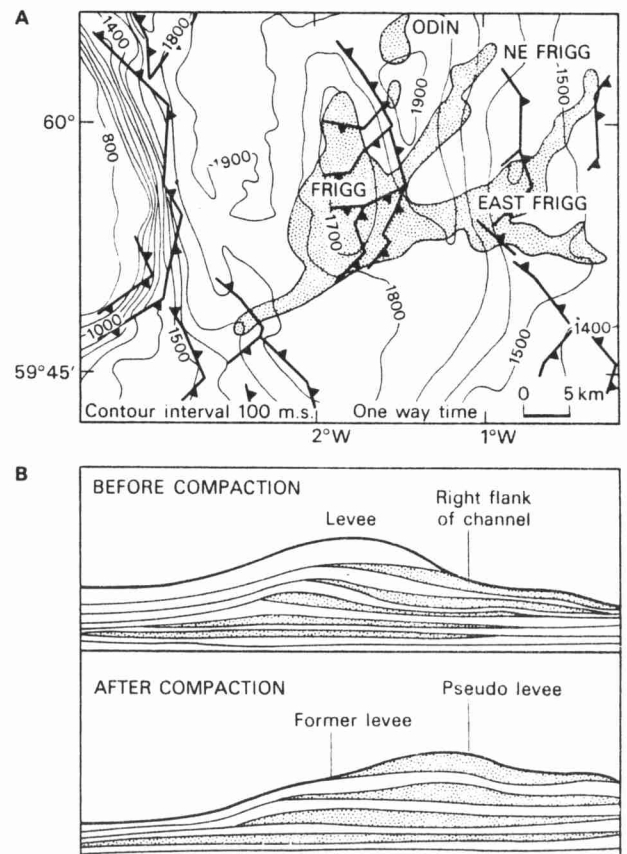 A
1400
1800
ODIN
NE FRIGG
1500
1900
60°
800
1900
FRIGG
EAST FRIGG
1700
1800
1000
1500
1400
1500
59°45'
0 5 km
Contour interval 100 m.s. One way time
2°W 1°W
B
BEFORE COMPACTION
Right flank
of channel
Levee
AFTER COMPACTION
Pseudo levee
Former levee